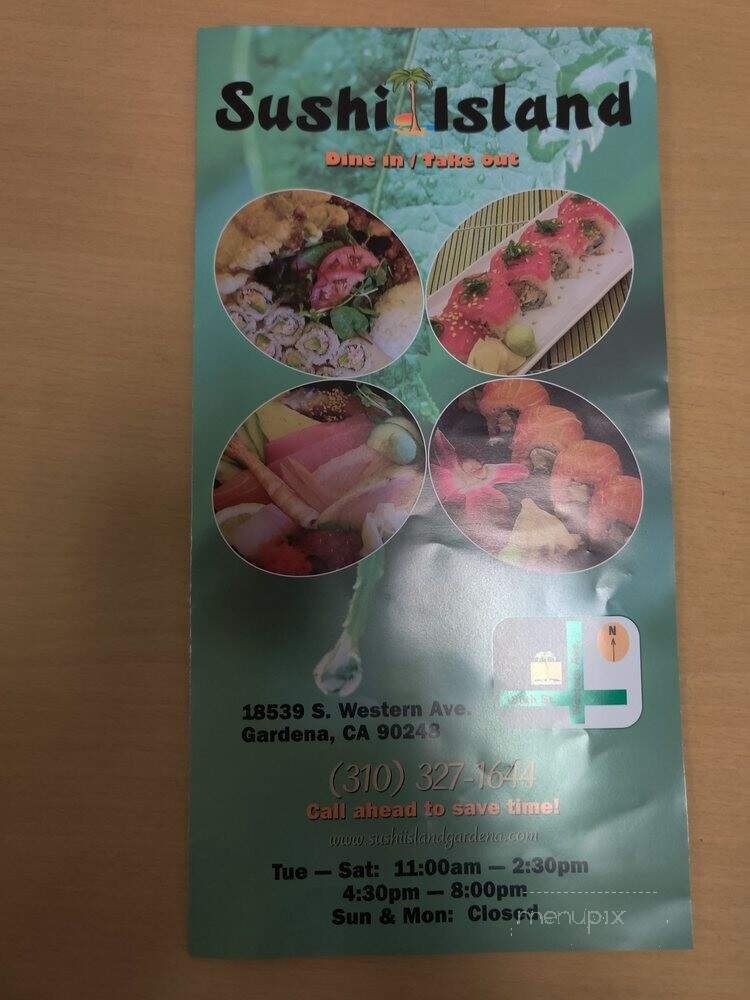 Sushi Island
Dine in / Take out
N
18539 S. Western Ave.
Gardena, CA 90248
(310) 327-1644
Call ahead to save time!
www.sushiislandgardena.com
Tue — Sat: 11:00am — 2:30pm
4:30pm — 8:00pm
Sun & Mon: Closed
menupix